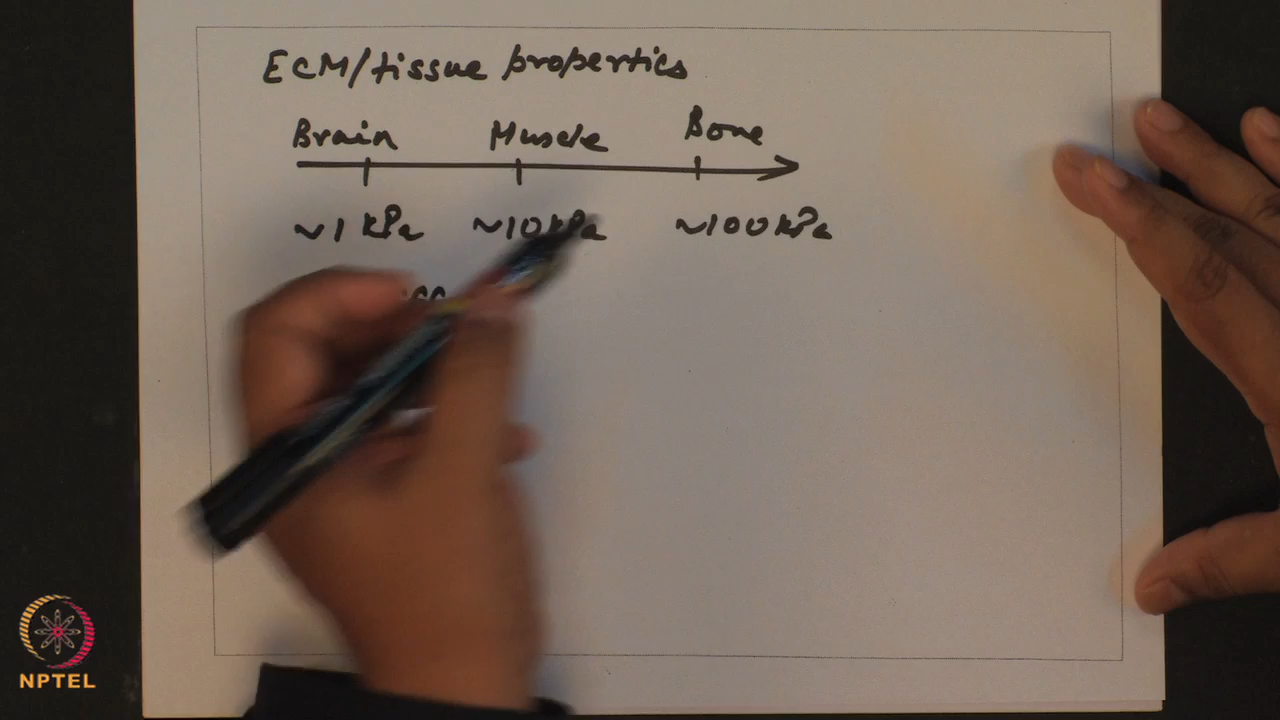 ECM/tissue properties
Brain Muscle Bone
~1 kPa ~10 kPa ~100 kPa
NPTEL